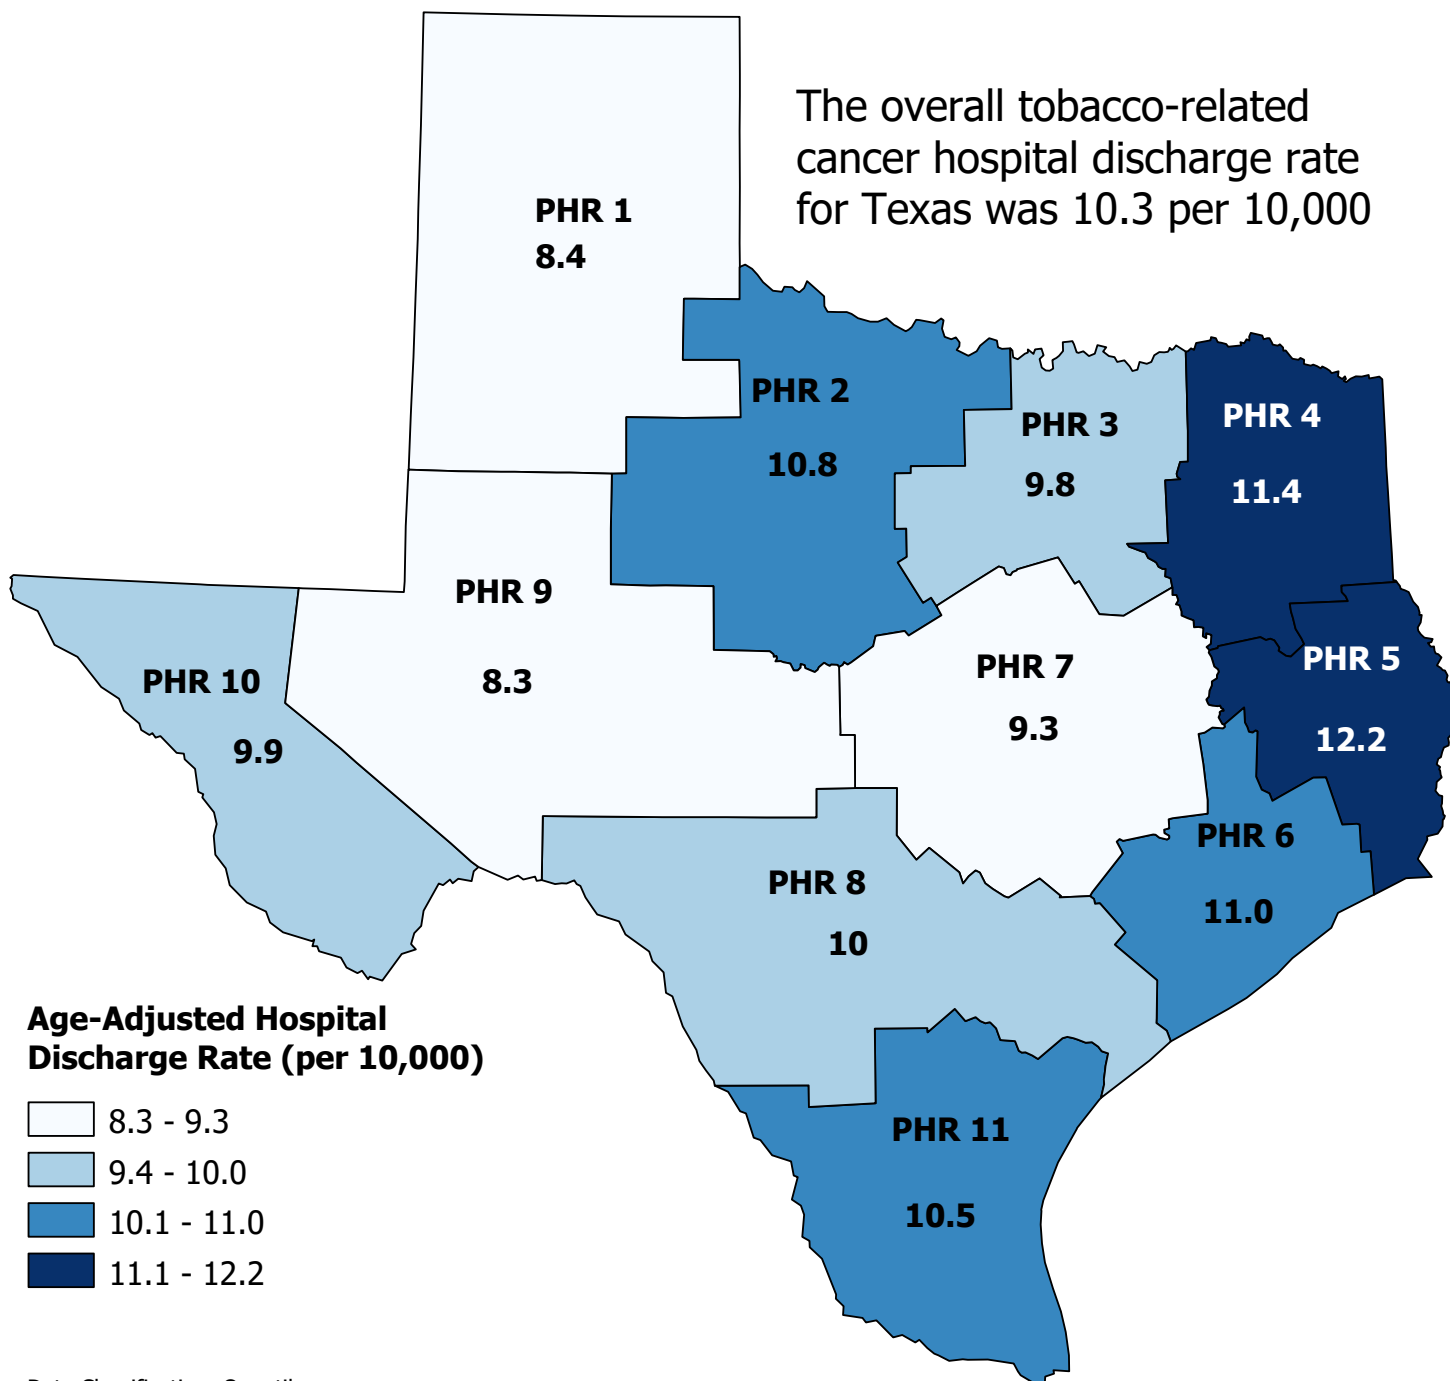 The overall tobacco-related
cancer hospital discharge rate
for Texas was 10.3 per 10,000
PHR 1
8.4
PHR 2
10.8
PHR 3
9.8
PHR 4
11.4
PHR 9
8.3
PHR 10
9.9
PHR 7
9.3
PHR 5
12.2
PHR 6
11.0
PHR 8
10
PHR 11
10.5
Age-Adjusted Hospital
Discharge Rate (per 10,000)
8.3 - 9.3
9.4 - 10.0
10.1 - 11.0
11.1 - 12.2